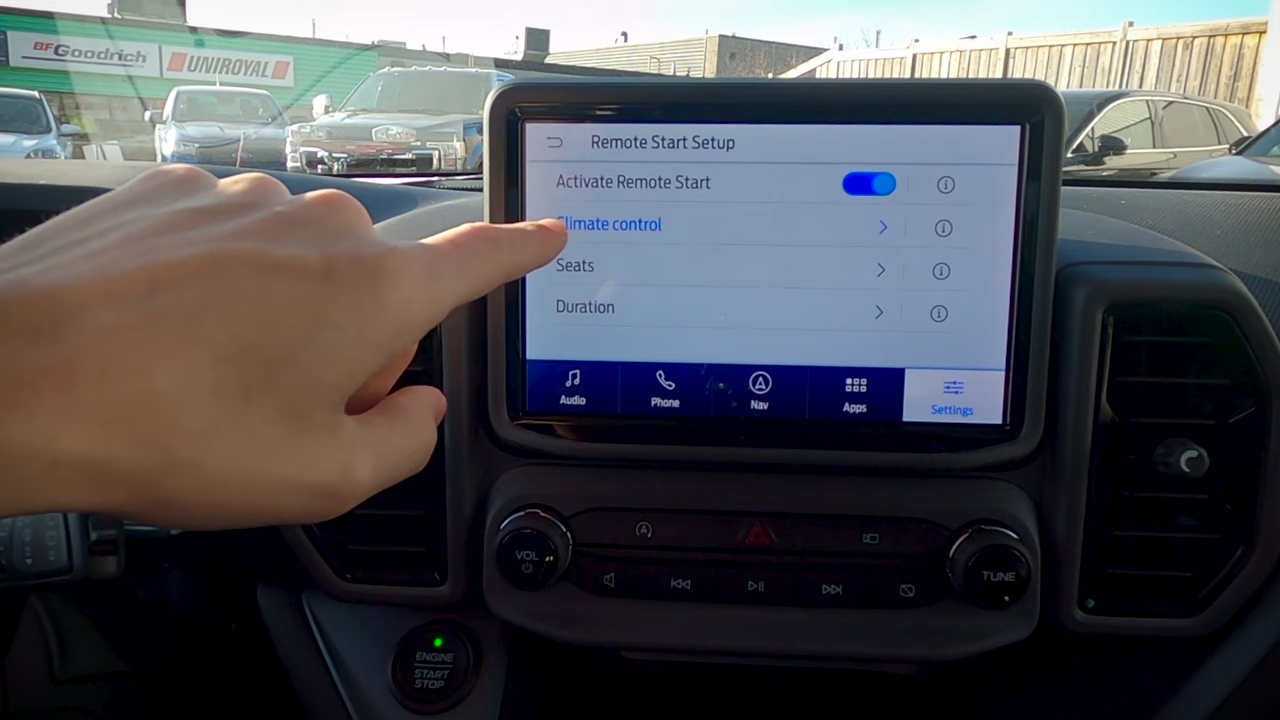 BFGoodrich
UNIROYAL
Remote Start Setup
Activate Remote Start
Climate control
Seats
Duration
Audio
Phone
Nav
Apps
Settings
VOL
TUNE
ENGINE
START
STOP